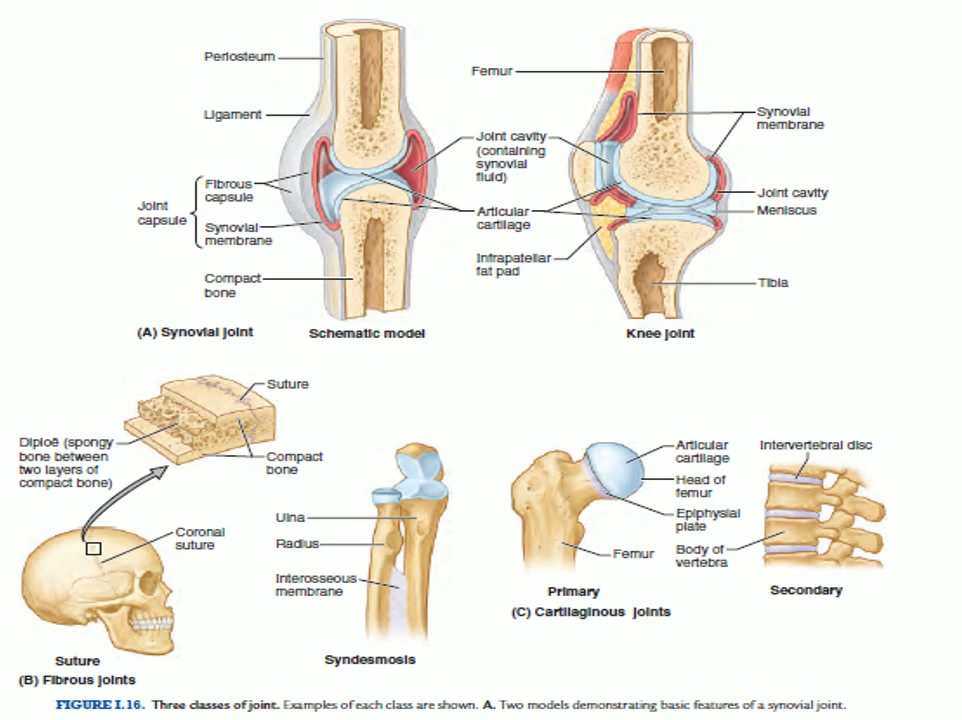 Periosteum
Ligament
Joint
capsule
Fibrous
capsule
Synovial
membrane
Compact
bone
Femur
Joint cavity
(containing
synovial
fluid)
Articular
cartilage
Infrapatellar
fat pad
Synovial
membrane
Joint cavity
Meniscus
Tibia
(A) Synovial joint
Schematic model
Knee joint
Suture
Diploë (spongy
bone between
two layers of
compact bone)
Compact
bone
Coronal
suture
Ulna
Radius
Interosseous
membrane
Articular
cartilage
Head of
femur
Epiphysial
plate
Femur
Intervertebral disc
Body of
vertebra
Primary
Secondary
(C) Cartilaginous joints
Suture
Syndesmosis
(B) Fibrous joints
FIGURE I.16. Three classes of joint. Examples of each class are shown. A. Two models demonstrating basic features of a synovial joint.